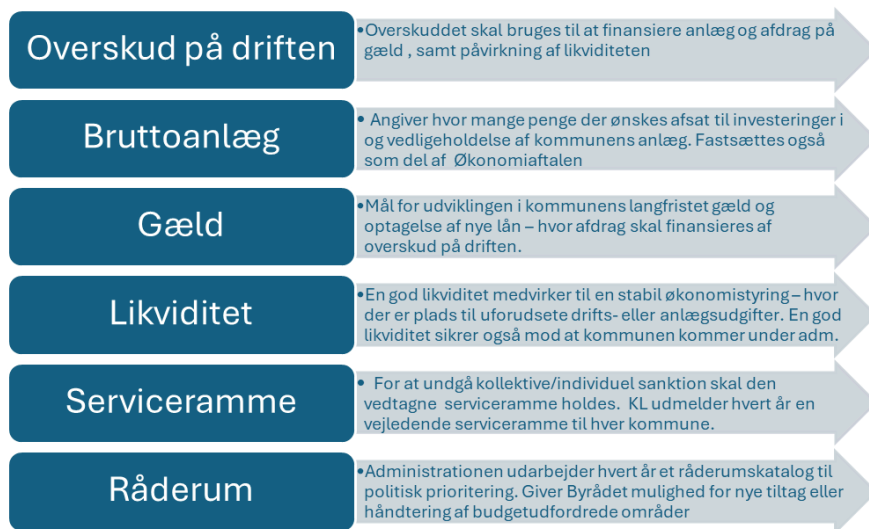 Overskud på driften
•Overskuddet skal bruges til at finansiere anlæg og afdrag på
gæld , samt påvirkning af likviditeten
Bruttoanlæg
• Angiver hvor mange penge der ønskes afsat til investeringer i
og vedligeholdelse af kommunens anlæg. Fastsættes også
som del af Økonomiaftalen
Gæld
•Mål for udviklingen i kommunens langfristet gæld og
optagelse af nye lån – hvor afdrag skal finansieres af
overskud på driften.
Likviditet
•En god likviditet medvirker til en stabil økonomistyring – hvor
der er plads til uforudsete drifts- eller anlægsudgifter. En god
likviditet sikrer også mod at kommunen kommer under adm.
Serviceramme
• For at undgå kollektive/individuel sanktion skal den
vedtagne serviceramme holdes. KL udmelder hvert år en
vejledende serviceramme til hver kommune.
Råderum
•Administrationen udarbejder hvert år et råderumskatalog til
politisk prioritering. Giver Byrådet mulighed for nye tiltag eller
håndtering af budgetudfordrede områder